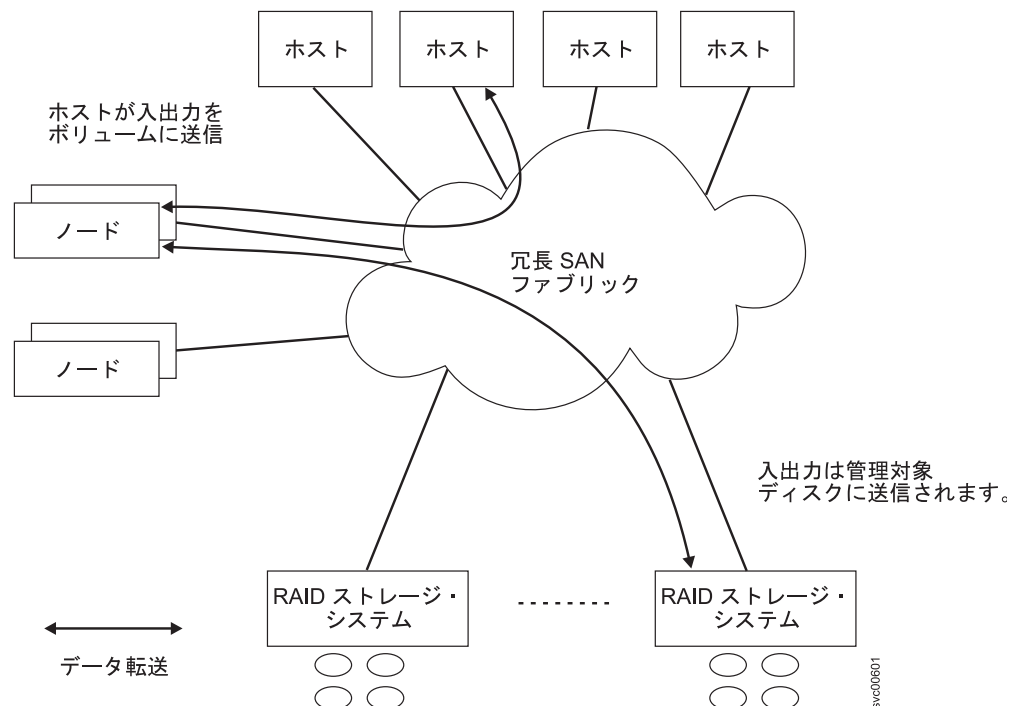 ホスト
ホスト
ホスト
ホスト
ホストが入出力を
ボリュームに送信
ノード
冗長 SAN
ファブリック
ノード
入出力は管理対象
ディスクに送信されます。
RAID ストレージ・
システム
RAID ストレージ・
システム
データ転送
svc00601